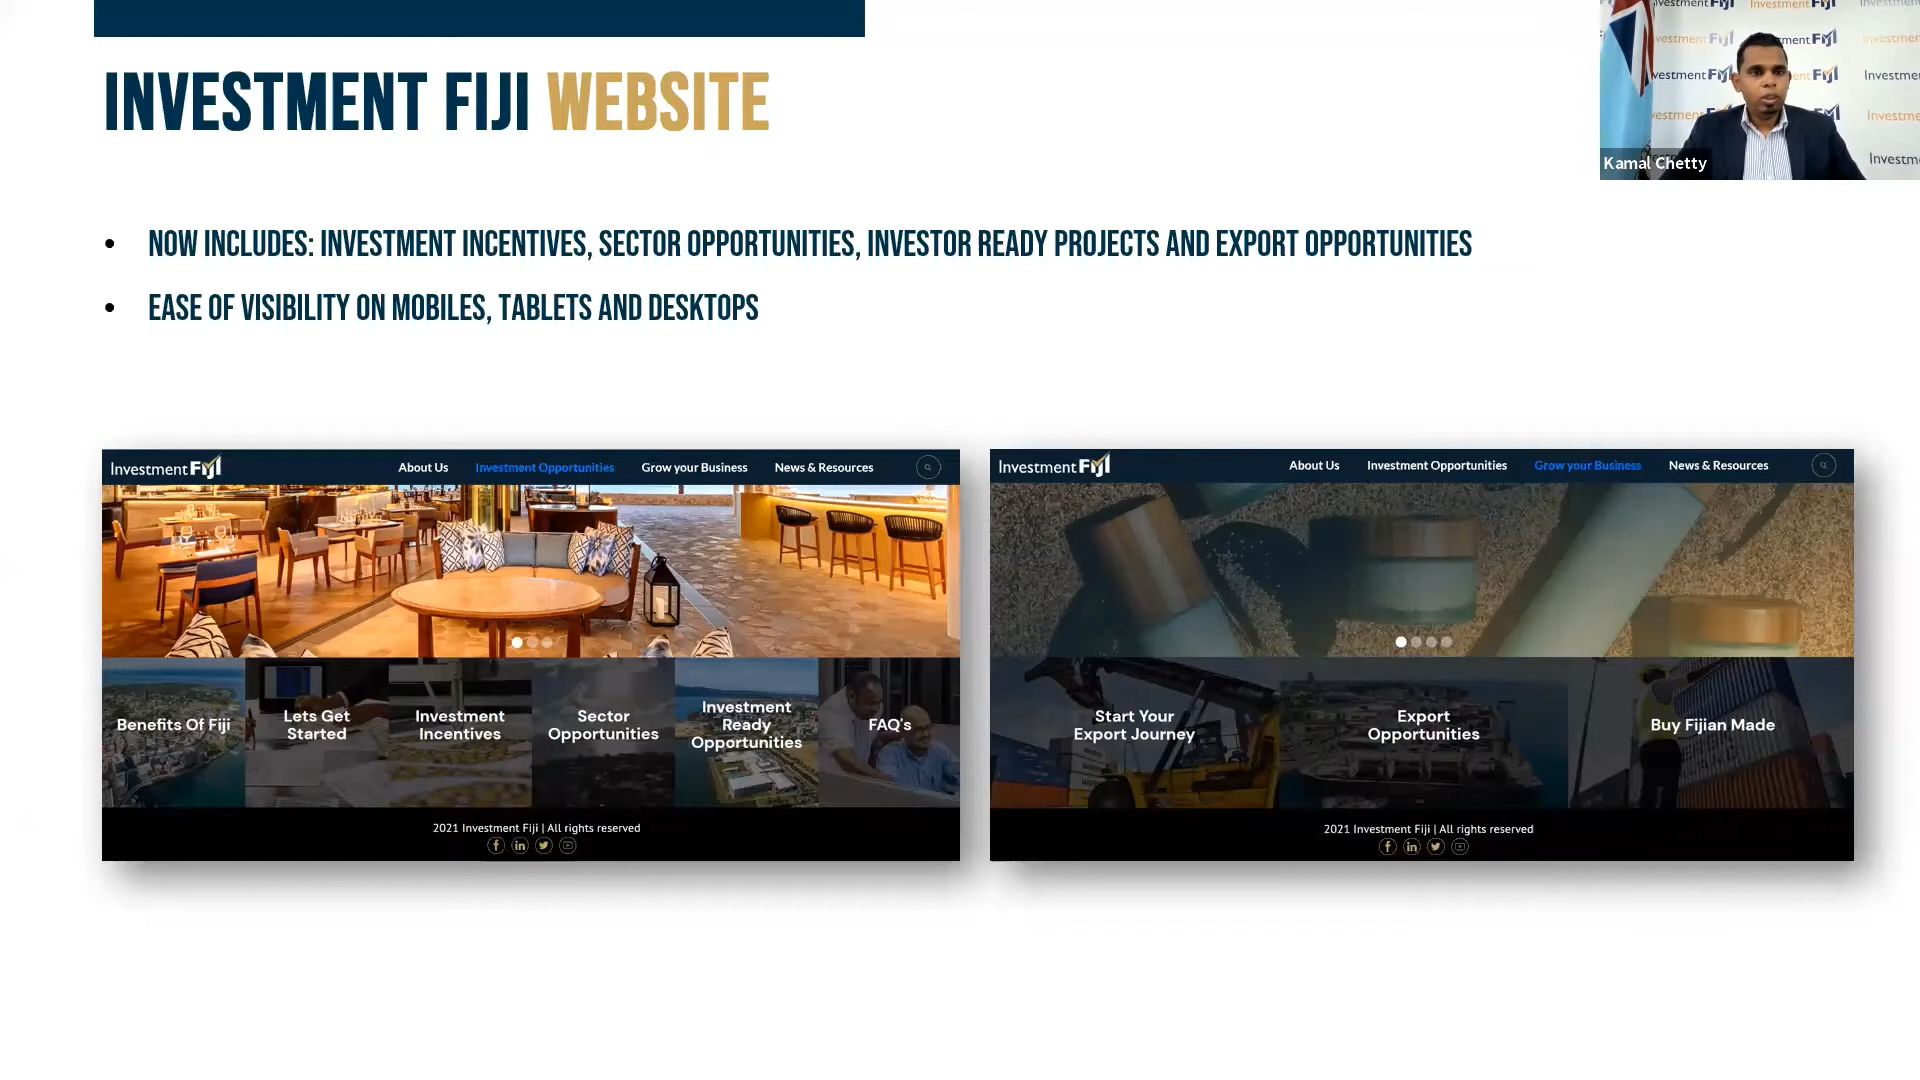 INVESTMENT FIJI WEBSITE
Kamal Chetty
• NOW INCLUDES: INVESTMENT INCENTIVES, SECTOR OPPORTUNITIES, INVESTOR READY PROJECTS AND EXPORT OPPORTUNITIES
• EASE OF VISIBILITY ON MOBILES, TABLETS AND DESKTOPS
Investment Fiji
About Us Investment Opportunities Grow your Business News & Resources
Benefits Of Fiji
Lets Get
Started
Investment
Incentives
Sector
Opportunities
Investment
Ready
Opportunities
FAQ's
2021 Investment Fiji | All rights reserved
Investment Fiji
About Us Investment Opportunities Grow your Business News & Resources
Start Your
Export Journey
Export
Opportunities
Buy Fijian Made
2021 Investment Fiji | All rights reserved